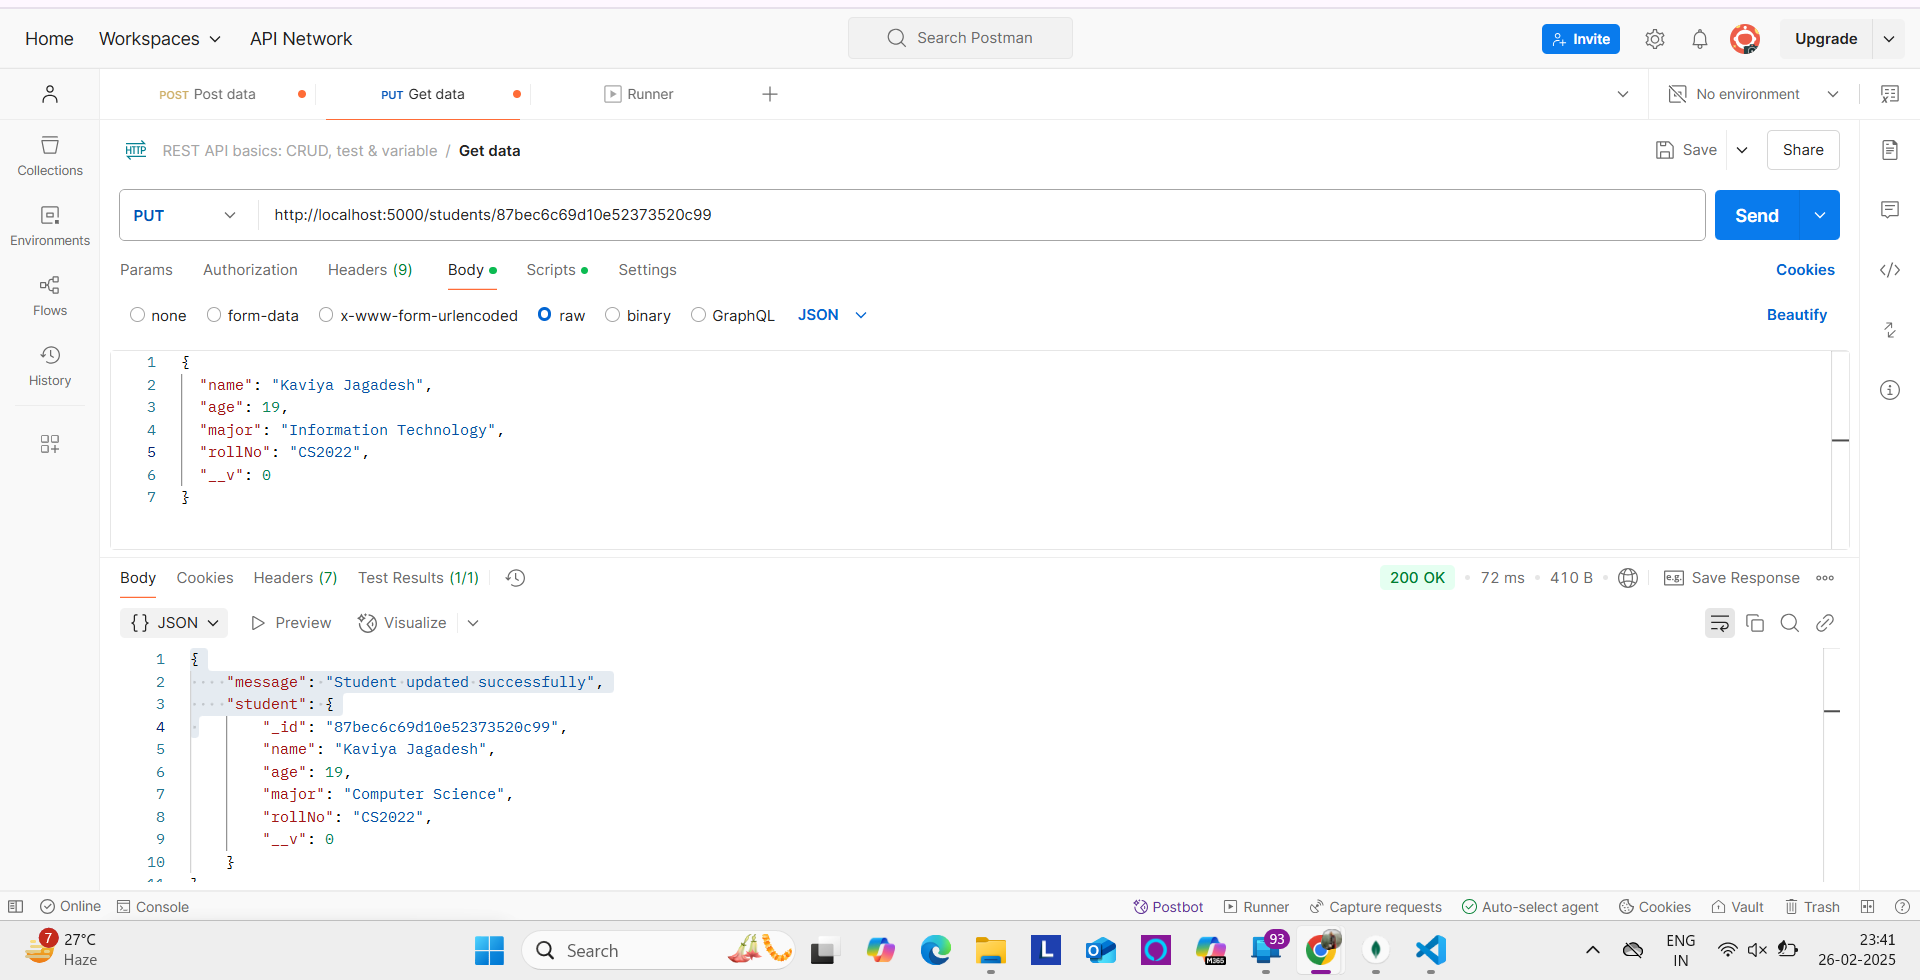 Home Workspaces API Network Search Postman Invite Upgrade
POST Post data PUT Get data Runner No environment
HTTP REST API basics: CRUD, test & variable / Get data Save Share
PUT http://localhost:5000/students/87bec6c69d10e52373520c99 Send
Params Authorization Headers (9) Body Scripts Settings Cookies
none form-data x-www-form-urlencoded raw binary GraphQL JSON Beautify
Collections
Environments
Flows
History
1 {
2 "name": "Kaviya Jagadesh",
3 "age": 19,
4 "major": "Information Technology",
5 "rollNo": "CS2022",
6 "__v": 0
7 }
Body Cookies Headers (7) Test Results (1/1) 200 OK 72 ms 410 B e.g. Save Response
{} JSON Preview Visualize
1 {
2 "message": "Student updated successfully",
3 "student": {
4 "_id": "87bec6c69d10e52373520c99",
5 "name": "Kaviya Jagadesh",
6 "age": 19,
7 "major": "Computer Science",
8 "rollNo": "CS2022",
9 "__v": 0
10 }
Online Console Postbot Runner Capture requests Auto-select agent Cookies Vault Trash
7 27°C
Haze
Search
L
M365
93
ENG
IN
23:41
26-02-2025